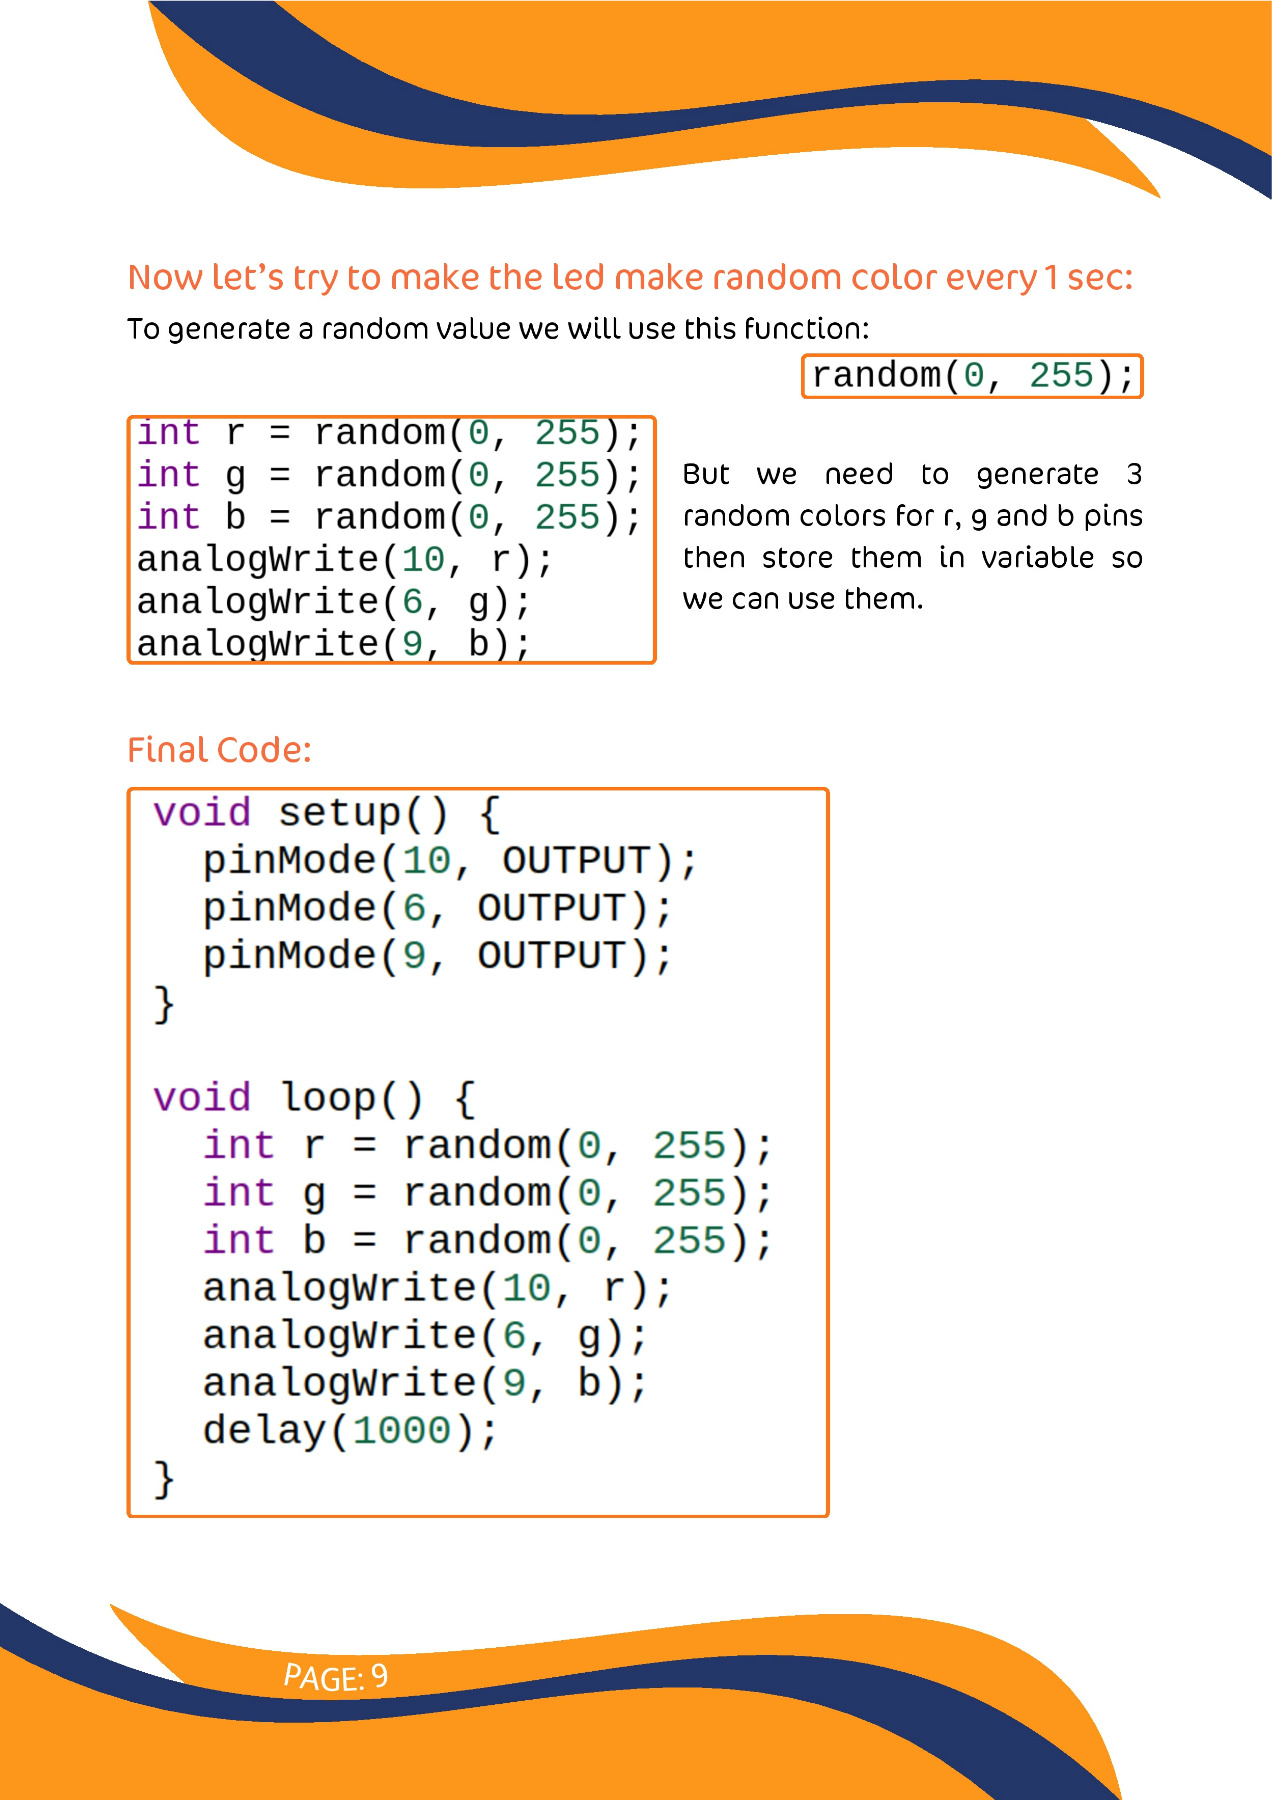 Now let's try to make the led make random color every 1 sec:
To generate a random value we will use this function:
random(0, 255);
int r = random(0, 255);
int g = random(0, 255);
int b = random(0, 255);
analogWrite(10, r);
analogWrite(6, g);
analogWrite(9, b);
But we need to generate 3
random colors for r, g and b pins
then store them in variable so
we can use them.
Final Code:
void setup() {
  pinMode(10, OUTPUT);
  pinMode(6, OUTPUT);
  pinMode(9, OUTPUT);
}
void loop() {
  int r = random(0, 255);
  int g = random(0, 255);
  int b = random(0, 255);
  analogWrite(10, r);
  analogWrite(6, g);
  analogWrite(9, b);
  delay(1000);
}
PAGE: 9